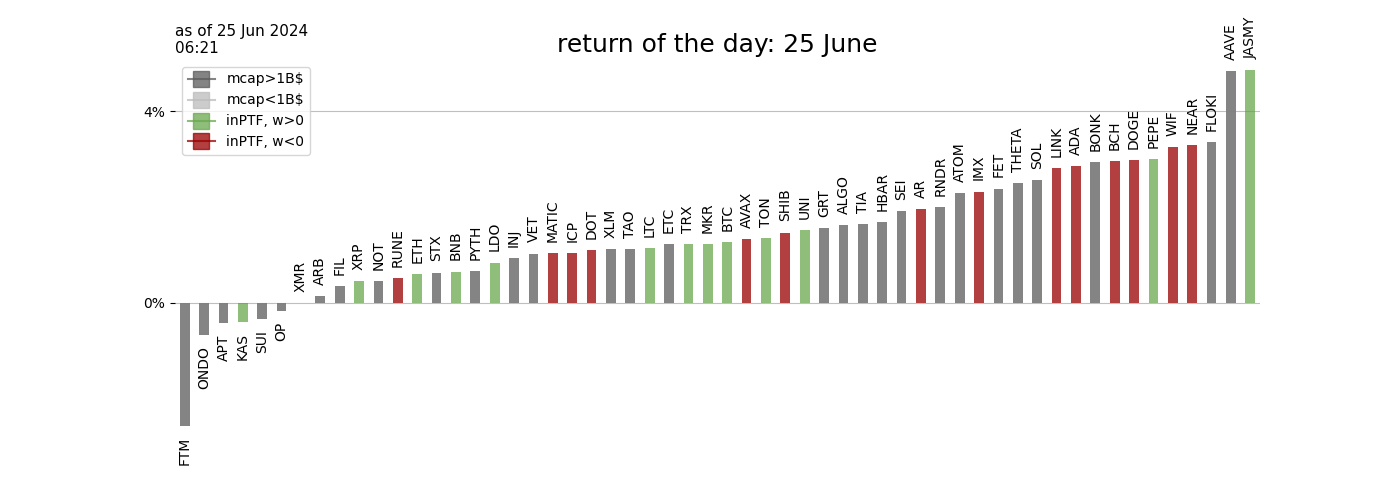 as of 25 Jun 2024
06:21
return of the day: 25 June
mcap>1B$
mcap<1B$
inPTF, w>0
inPTF, w<0
4%
0%
FTM
ONDO
APT
KAS
SUI
OP
XMR
ARB
FIL
XRP
NOT
RUNE
ETH
STX
BNB
PYTH
LDO
INJ
VET
MATIC
ICP
DOT
XLM
TAO
LTC
ETC
TRX
MKR
BTC
AVAX
TON
SHIB
UNI
GRT
ALGO
TIA
HBAR
SEI
AR
RNDR
ATOM
IMX
FET
THETA
SOL
LINK
ADA
BONK
BCH
DOGE
PEPE
WIF
NEAR
FLOKI
AAVE
JASMY